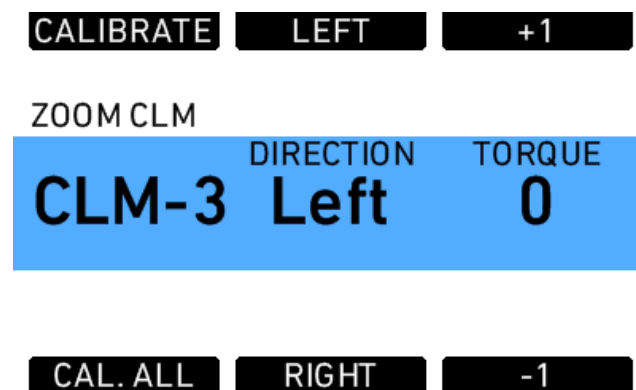 CALIBRATE LEFT +1
ZOOM CLM
DIRECTION TORQUE
CLM-3 Left 0
CAL. ALL RIGHT -1